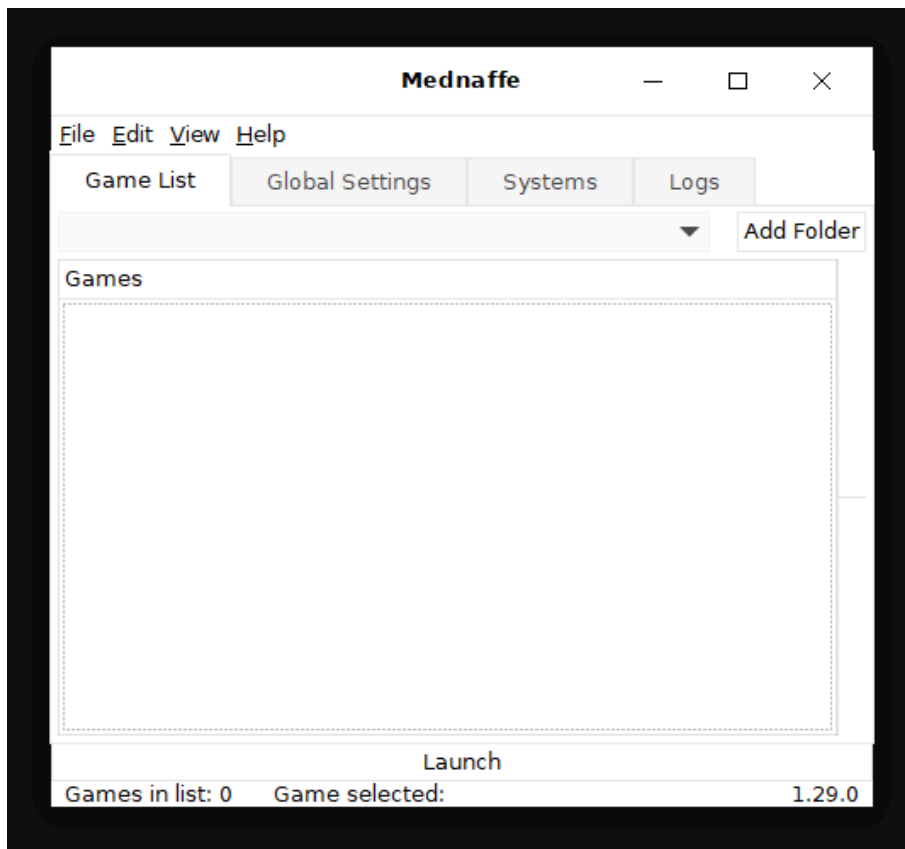 Mednaffe
File Edit View Help
Game List Global Settings Systems Logs
Add Folder
Games
Launch
Games in list: 0 Game selected: 1.29.0